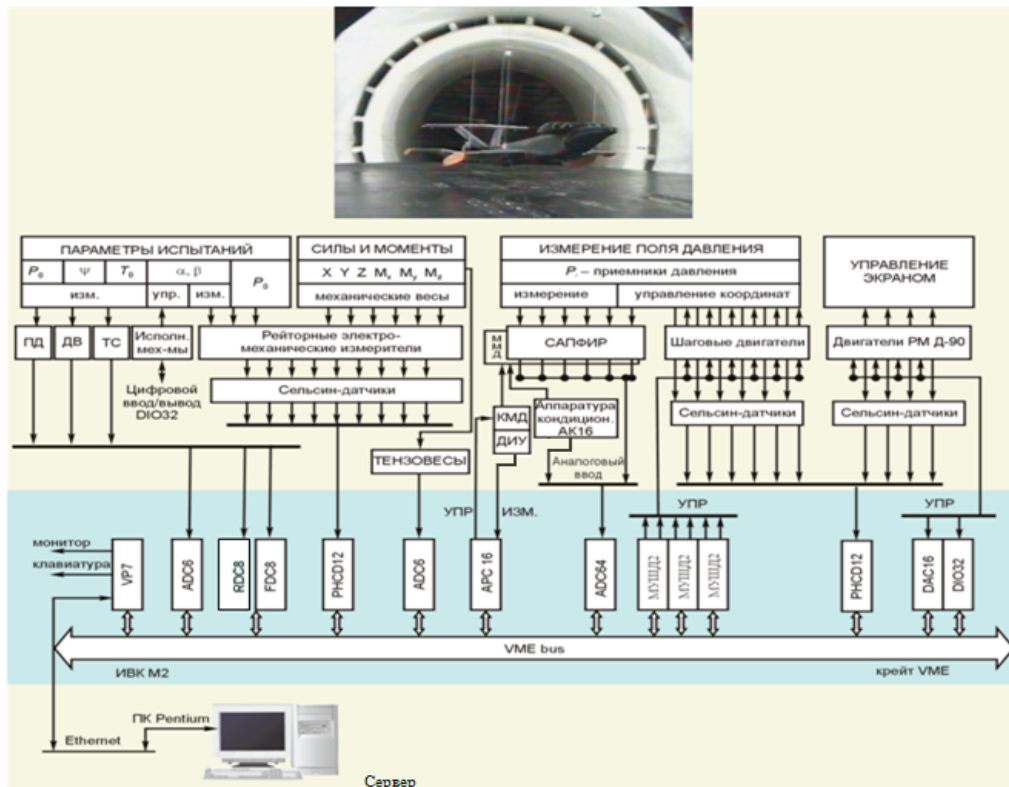 ПАРАМЕТРЫ ИСПЫТАНИЙ
P₀ Ψ T₀ α, β P₀
изм. упр. изм.
СИЛЫ И МОМЕНТЫ
X Y Z Mₓ Mᵧ M_z
механические весы
ИЗМЕРЕНИЕ ПОЛЯ ДАВЛЕНИЯ
Pᵢ – приемники давления
измерение управление координат
УПРАВЛЕНИЕ
ЭКРАНОМ
ПД
ДВ
ТС
Исполн.
мех-мы
Рейторные электро-
механические измерители
ММД
САПФИР
Шаговые двигатели
Двигатели РМ Д-90
Цифровой
ввод/вывод
DIO32
Сельсин-датчики
КМД
ДИУ
Аппаратура
кондицион.
АК16
Сельсин-датчики
Сельсин-датчики
ТЕНЗОВЕСЫ
Аналоговый
ввод
УПР
ИЗМ.
УПР
УПР
монитор
клавиатура
VP7
ADC6
RDC8
FDC8
PHCD12
ADC6
APC 16
ADC64
МУШД2
МУШД2
МУШД2
PHCD12
DAC16
DIO32
VME bus
ИВК М2
крейт VME
ПК Pentium
Ethernet
Сервер